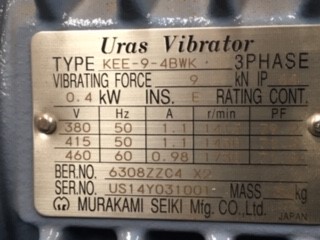 Uras Vibrator
TYPE KEE-9-4BWK 3PHASE
VIBRATING FORCE 9 kN IP
0.4 kW INS. E RATING CONT.
V Hz A r/min PF
380 50 1.1
415 50 1.1
460 60 0.98
BER.NO. 6308ZZC4 X2
SER.NO. US14Y031001 MASS kg
MURAKAMI SEIKI Mfg. CO., LTD.
JAPAN